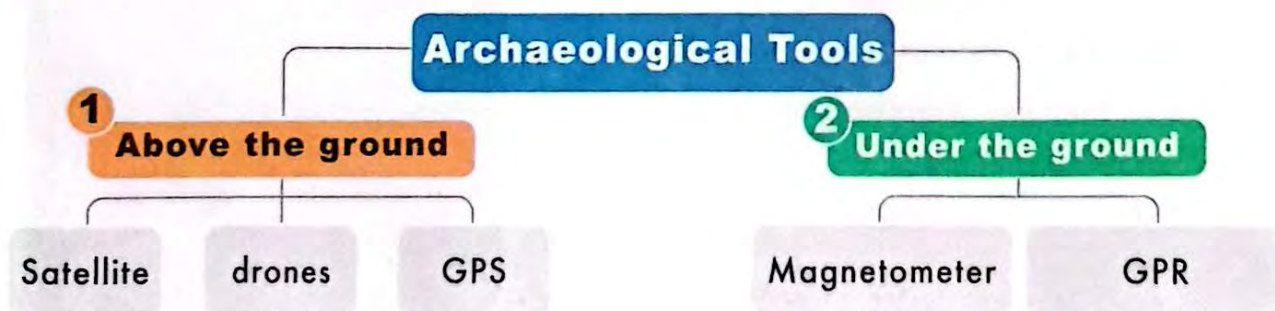 Archaeological Tools
1
Above the ground
2
Under the ground
Satellite
drones
GPS
Magnetometer
GPR